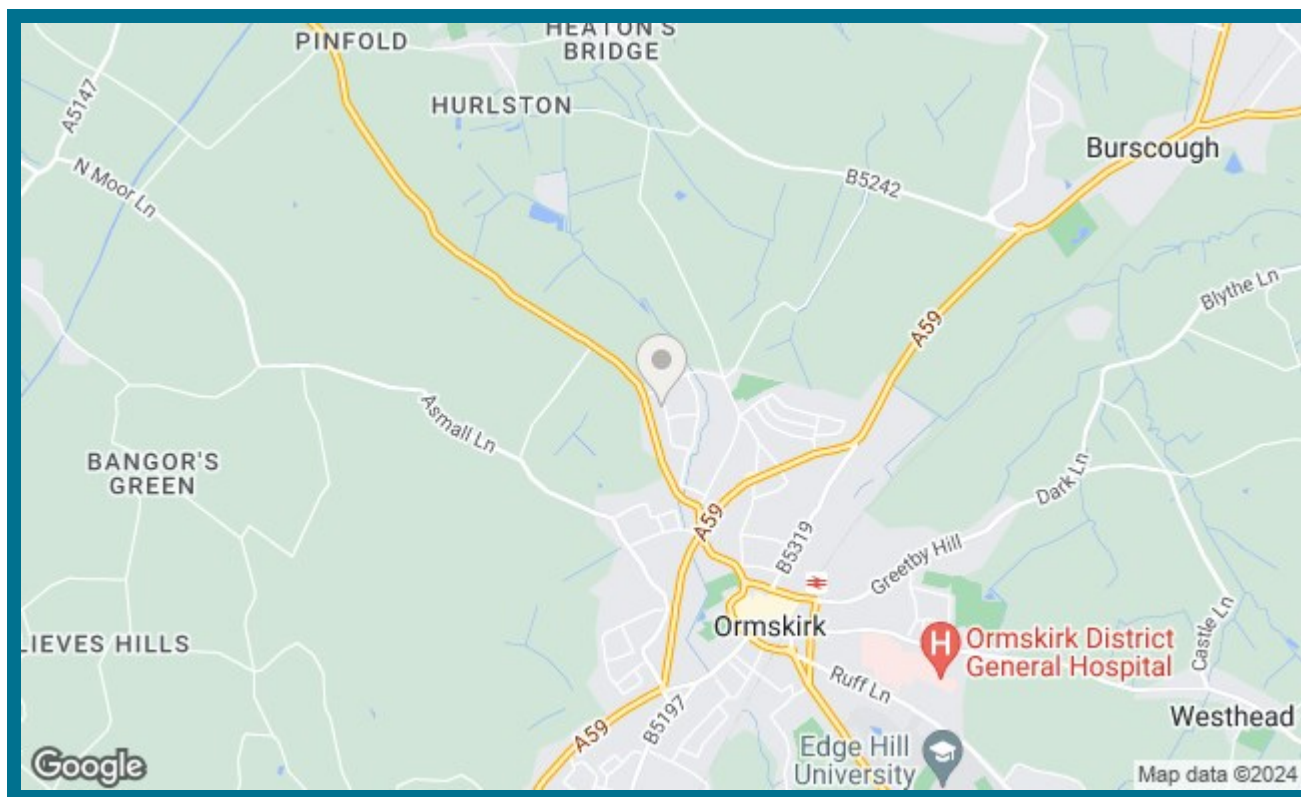 HEATON'S
BRIDGE
PINFOLD
A5147
HURLSTON
Burscough
N Moor Ln
B5242
Blythe Ln
A59
Asmall Ln
BANGOR'S
GREEN
Dark Ln
A59
B5319
Greetby Hill
Castle Ln
Ormskirk
LIEVES HILLS
H
Ormskirk District
General Hospital
Ruff Ln
B5197
Westhead
A59
Edge Hill
University
Google
Map data ©2024